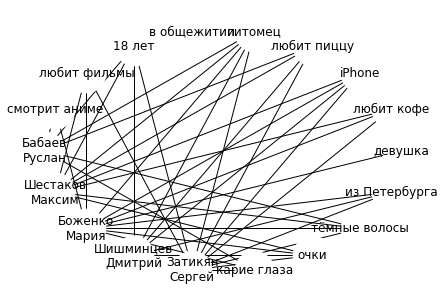 в общежитии
питомец
18 лет
любит пиццу
любит фильмы
iPhone
смотрит аниме
любит кофе
Бабаев
Руслан
девушка
Шестаков
Максим
из Петербурга
Боженко
Мария
темные волосы
Шишминцев
Дмитрий
очки
Затикян
Сергей
карие глаза